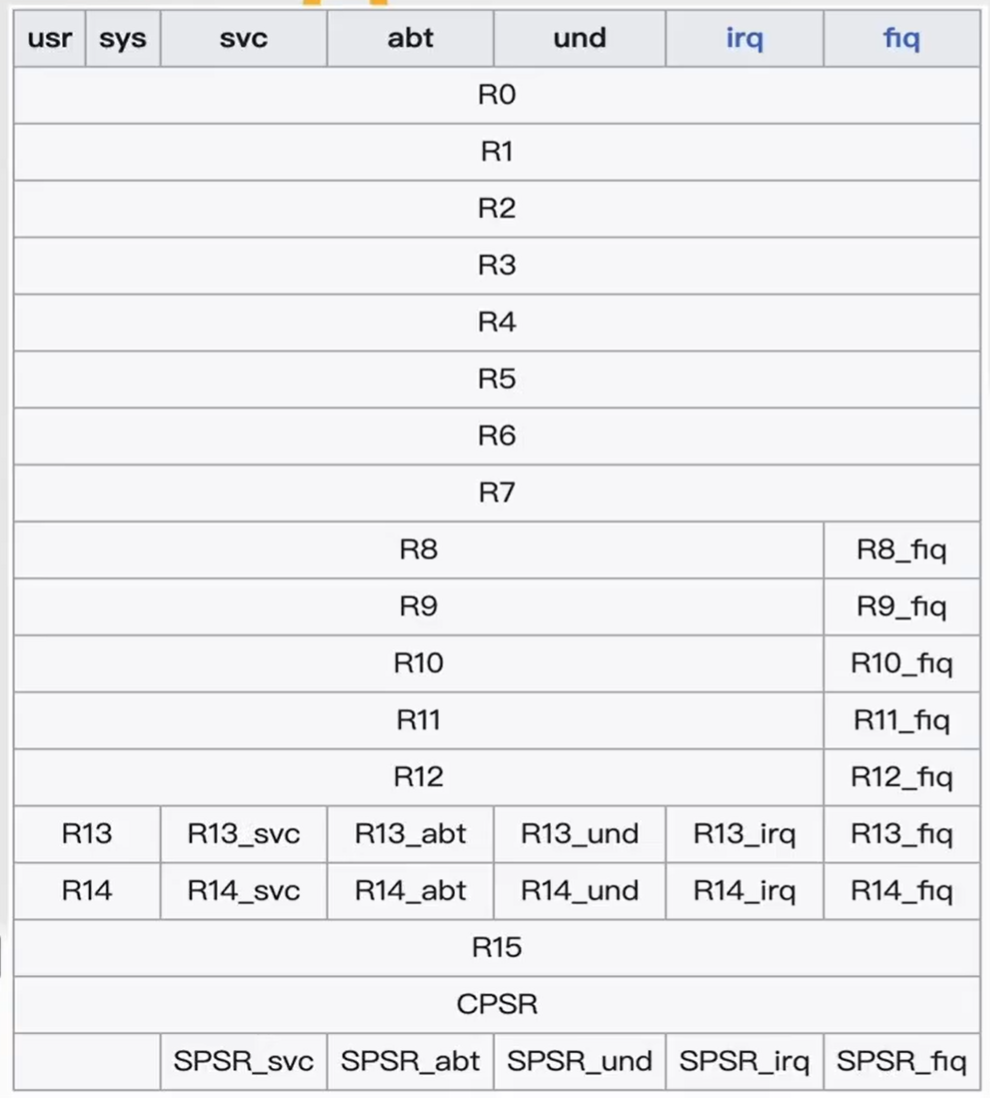 usr sys svc abt und irq fiq
R0
R1
R2
R3
R4
R5
R6
R7
R8 R8_fiq
R9 R9_fiq
R10 R10_fiq
R11 R11_fiq
R12 R12_fiq
R13 R13_svc R13_abt R13_und R13_irq R13_fiq
R14 R14_svc R14_abt R14_und R14_irq R14_fiq
R15
CPSR
SPSR_svc SPSR_abt SPSR_und SPSR_irq SPSR_fiq